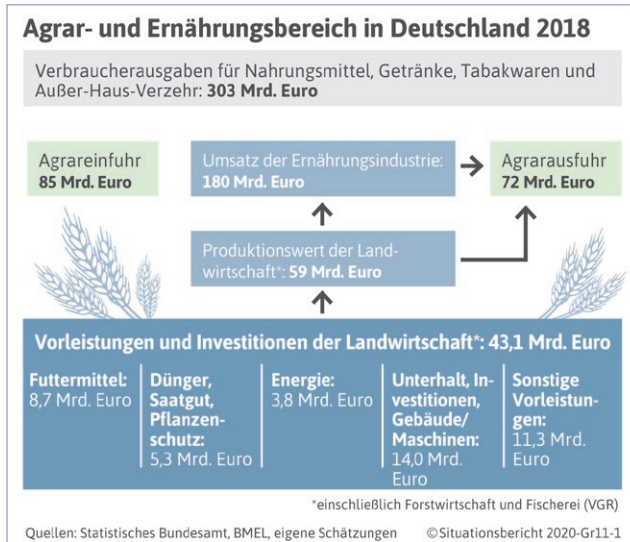 Agrar- und Ernährungsbereich in Deutschland 2018
Verbraucherausgaben für Nahrungsmittel, Getränke, Tabakwaren und
Außer-Haus-Verzehr: 303 Mrd. Euro
Agrareinfuhr
85 Mrd. Euro
Umsatz der Ernährungsindustrie:
180 Mrd. Euro
Agrarausfuhr
72 Mrd. Euro
Produktionswert der Land-
wirtschaft*: 59 Mrd. Euro
Vorleistungen und Investitionen der Landwirtschaft*: 43,1 Mrd. Euro
Futtermittel:
8,7 Mrd. Euro
Dünger,
Saatgut,
Pflanzen-
schutz:
5,3 Mrd. Euro
Energie:
3,8 Mrd. Euro
Unterhalt, In-
vestitionen,
Gebäude/
Maschinen:
14,0 Mrd.
Euro
Sonstige
Vorleistun-
gen:
11,3 Mrd.
Euro
*einschließlich Forstwirtschaft und Fischerei (VGR)
Quellen: Statistisches Bundesamt, BMEL, eigene Schätzungen ©Situationsbericht 2020-Gr11-1